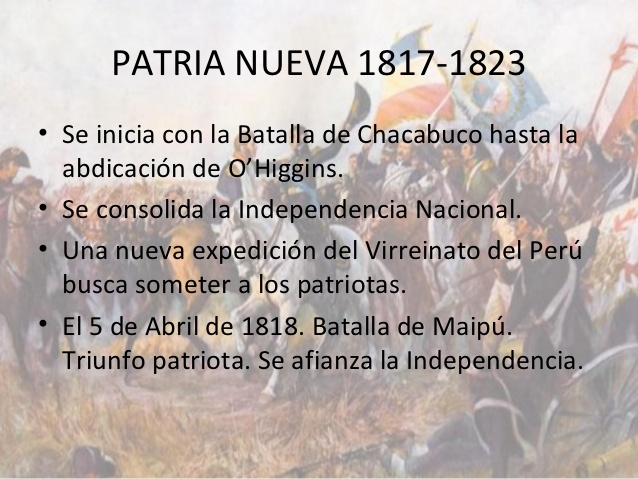 PATRIA NUEVA 1817-1823
• Se inicia con la Batalla de Chacabuco hasta la
abdicación de O’Higgins.
• Se consolida la Independencia Nacional.
• Una nueva expedición del Virreinato del Perú
busca someter a los patriotas.
• El 5 de Abril de 1818. Batalla de Maipú.
Triunfo patriota. Se afianza la Independencia.